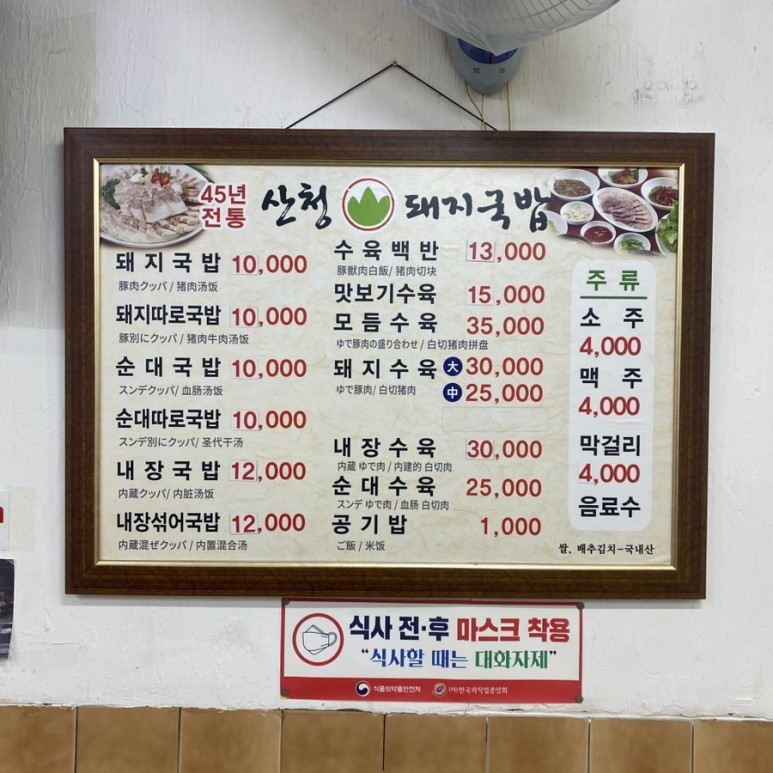 45년
전통
산청 돼지국밥
돼지국밥 10,000
豚肉クッパ / 猪肉汤饭
돼지따로국밥 10,000
豚別にクッパ / 猪肉牛肉汤饭
순대국밥 10,000
スンデクッパ / 血肠汤饭
순대따로국밥 10,000
スンデ別にクッパ / 圣代干汤
내장국밥 12,000
内蔵クッパ / 内脏汤饭
내장섞어국밥 12,000
内蔵混ぜクッパ / 内置混合汤
수육백반 13,000
豚獣肉白飯 / 猪肉切块
맛보기수육 15,000
모듬수육 35,000
ゆで豚肉の盛り合わせ / 白切猪肉拼盘
돼지수육 大 30,000
ゆで豚肉 / 白切猪肉
中 25,000
내장수육 30,000
内蔵 ゆで肉 / 内建的 白切肉
순대수육 25,000
スンデ ゆで肉 / 血肠 白切肉
공기밥 1,000
ご飯 / 米饭
주류
소주
4,000
맥주
4,000
막걸리
4,000
음료수
쌀, 배추김치-국내산
식사 전·후 마스크 착용
“식사할 때는 대화자제”
식품의약품안전처 (사)한국외식업중앙회